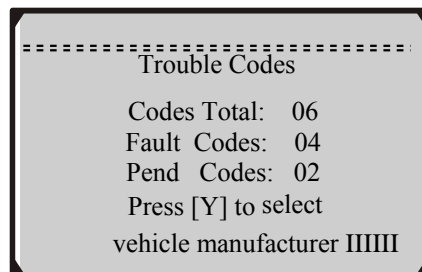 Trouble Codes
Codes Total: 06
Fault Codes: 04
Pend Codes: 02
Press [Y] to select
vehicle manufacturer IIIIII